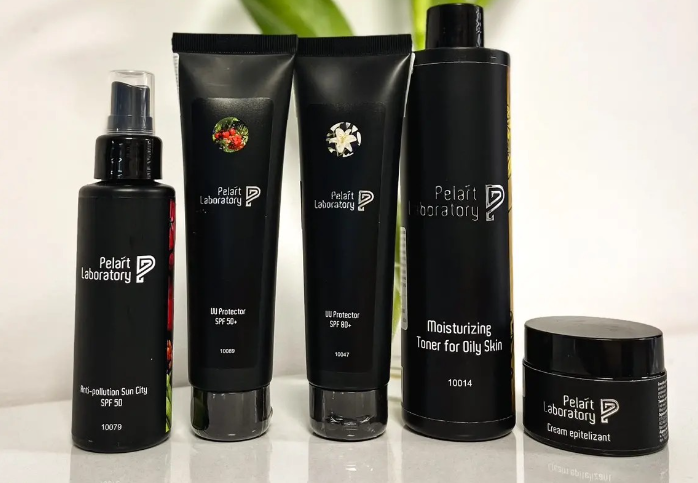 Pelart
Laboratory
Anti-pollution Sun City
SPF 50
10079
Pelart
Laboratory
UV Protector
SPF 50+
10089
Pelart
Laboratory
UV Protector
SPF 80+
10047
Pelart
Laboratory
Moisturizing
Toner for Oily Skin
10014
Pelart
Laboratory
Cream epitelizant